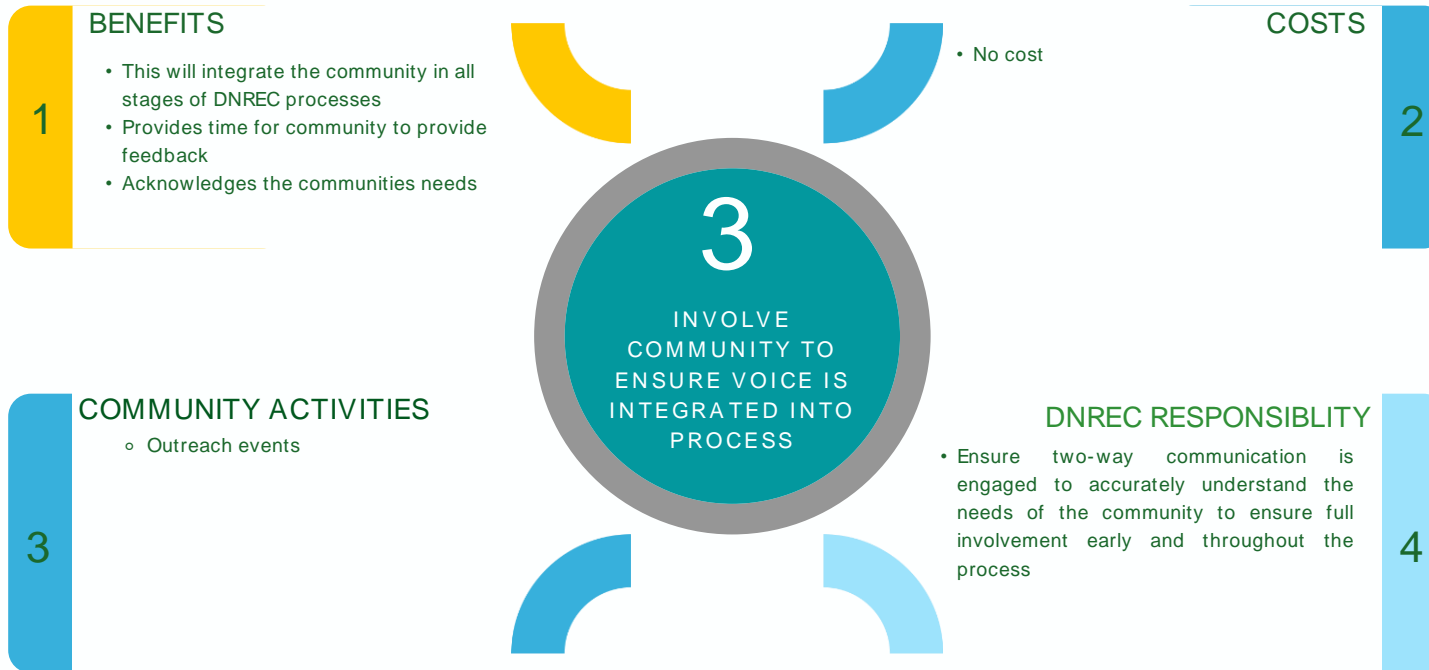 1
BENEFITS
• This will integrate the community in all
stages of DNREC processes
• Provides time for community to provide
feedback
• Acknowledges the communities needs
COSTS
• No cost
2
3
INVOLVE
COMMUNITY TO
ENSURE VOICE IS
INTEGRATED INTO
PROCESS
3
COMMUNITY ACTIVITIES
◦ Outreach events
DNREC RESPONSIBLITY
• Ensure two-way communication is
engaged to accurately understand the
needs of the community to ensure full
involvement early and throughout the
process
4